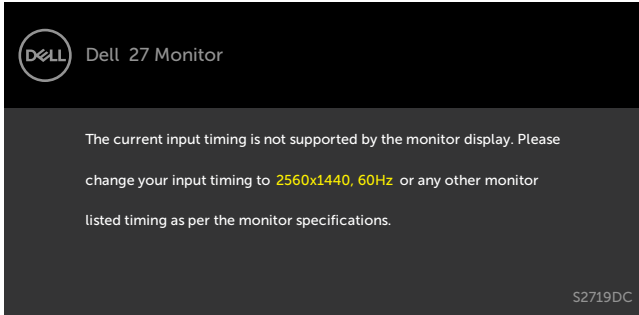 DELL
Dell 27 Monitor
The current input timing is not supported by the monitor display. Please
change your input timing to 2560x1440, 60Hz or any other monitor
listed timing as per the monitor specifications.
S2719DC